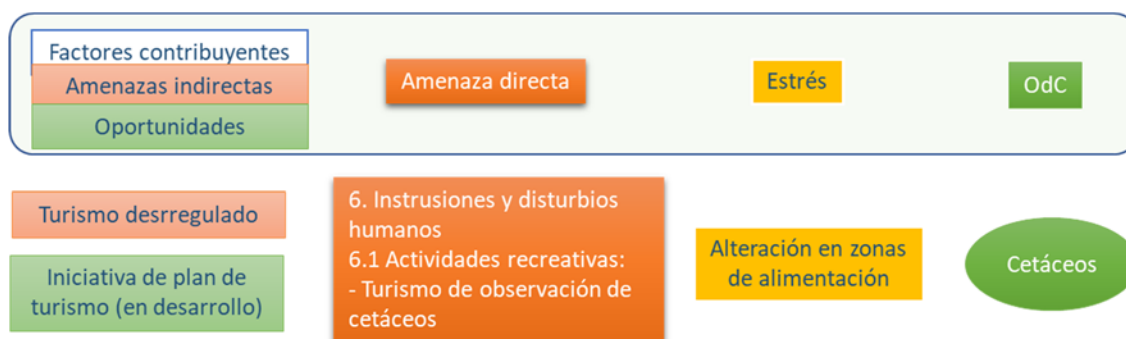 Factores contribuyentes
Amenazas indirectas
Oportunidades
Amenaza directa
Estrés
OdC
Turismo desrregulado
Iniciativa de plan de
turismo (en desarrollo)
6. Instrusiones y disturbios
humanos
6.1 Actividades recreativas:
- Turismo de observación de
cetáceos
Alteración en zonas
de alimentación
Cetáceos